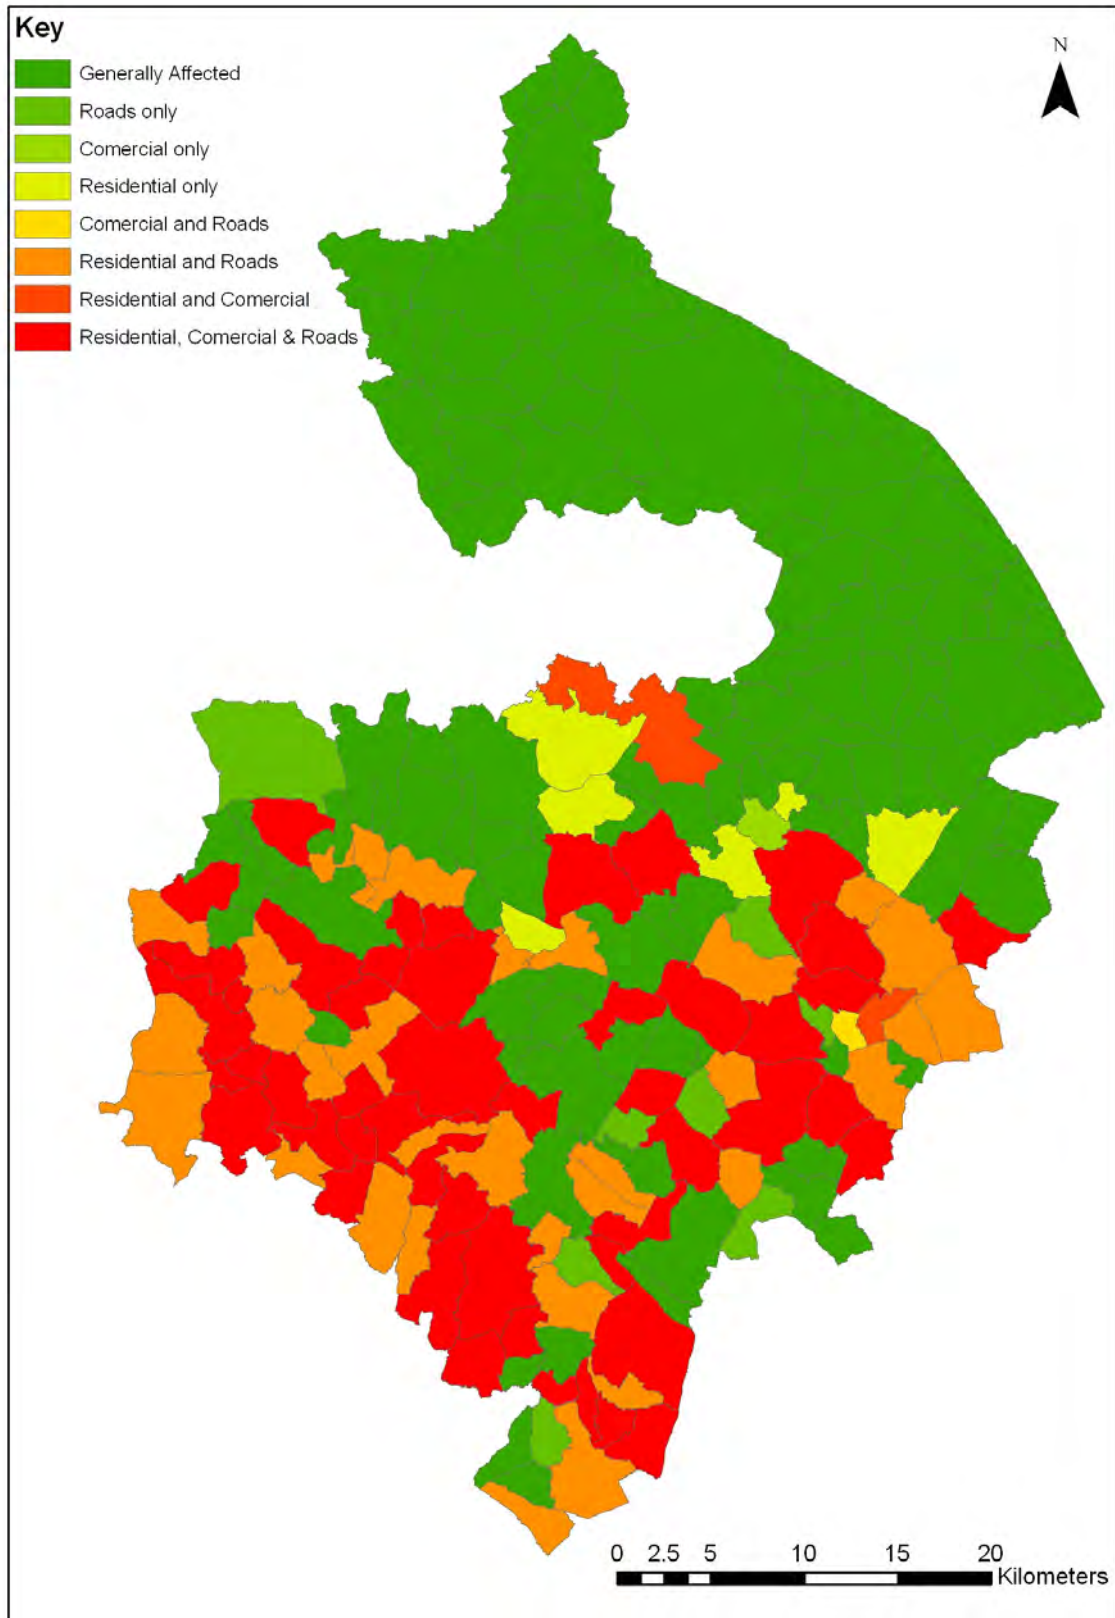 Key
N
Generally Affected
Roads only
Comercial only
Residential only
Comercial and Roads
Residential and Roads
Residential and Comercial
Residential, Comercial & Roads
0 2.5 5 10 15 20
Kilometers